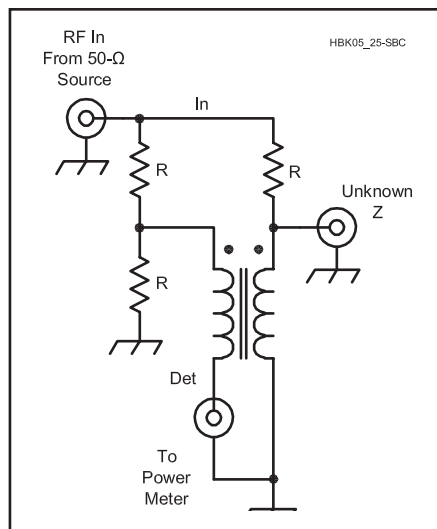 HBK05_25-SBC
RF In
From 50-Ω
Source
In
R
R
Unknown
Z
R
Det
To
Power
Meter